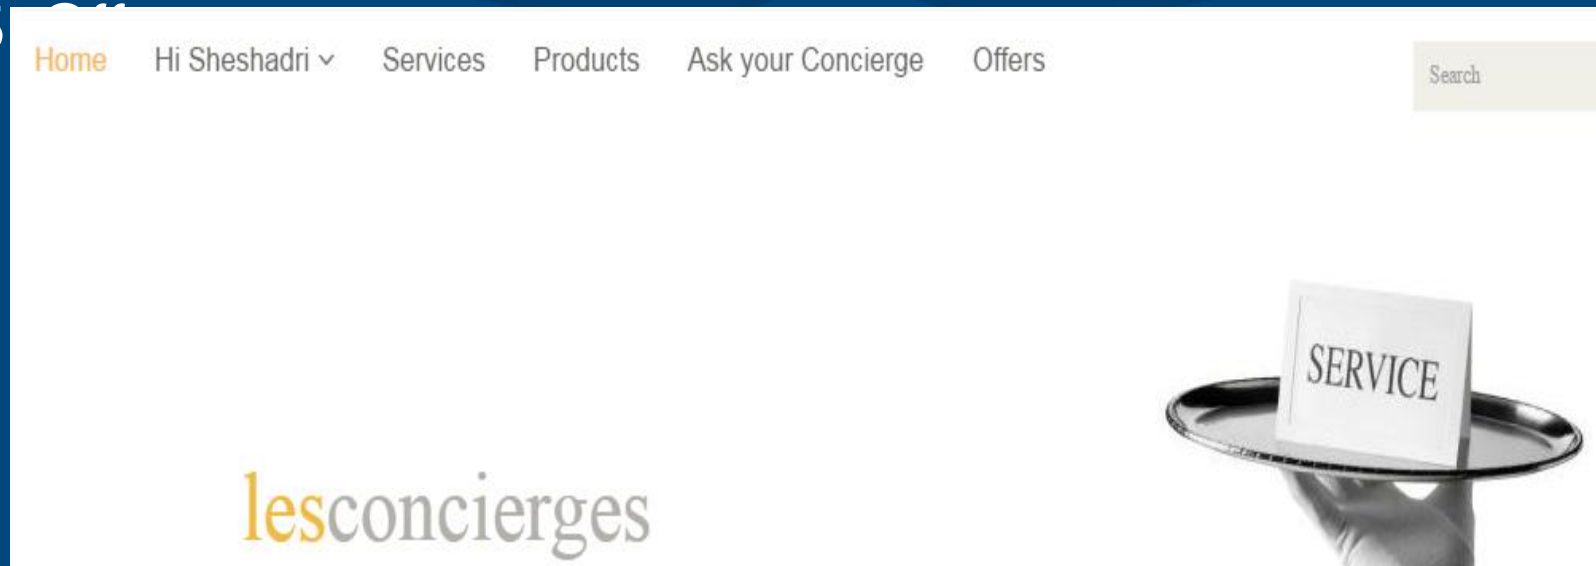 Home Hi Sheshadri Services Products Ask your Concierge Offers
Search
SERVICE
lesconcierges